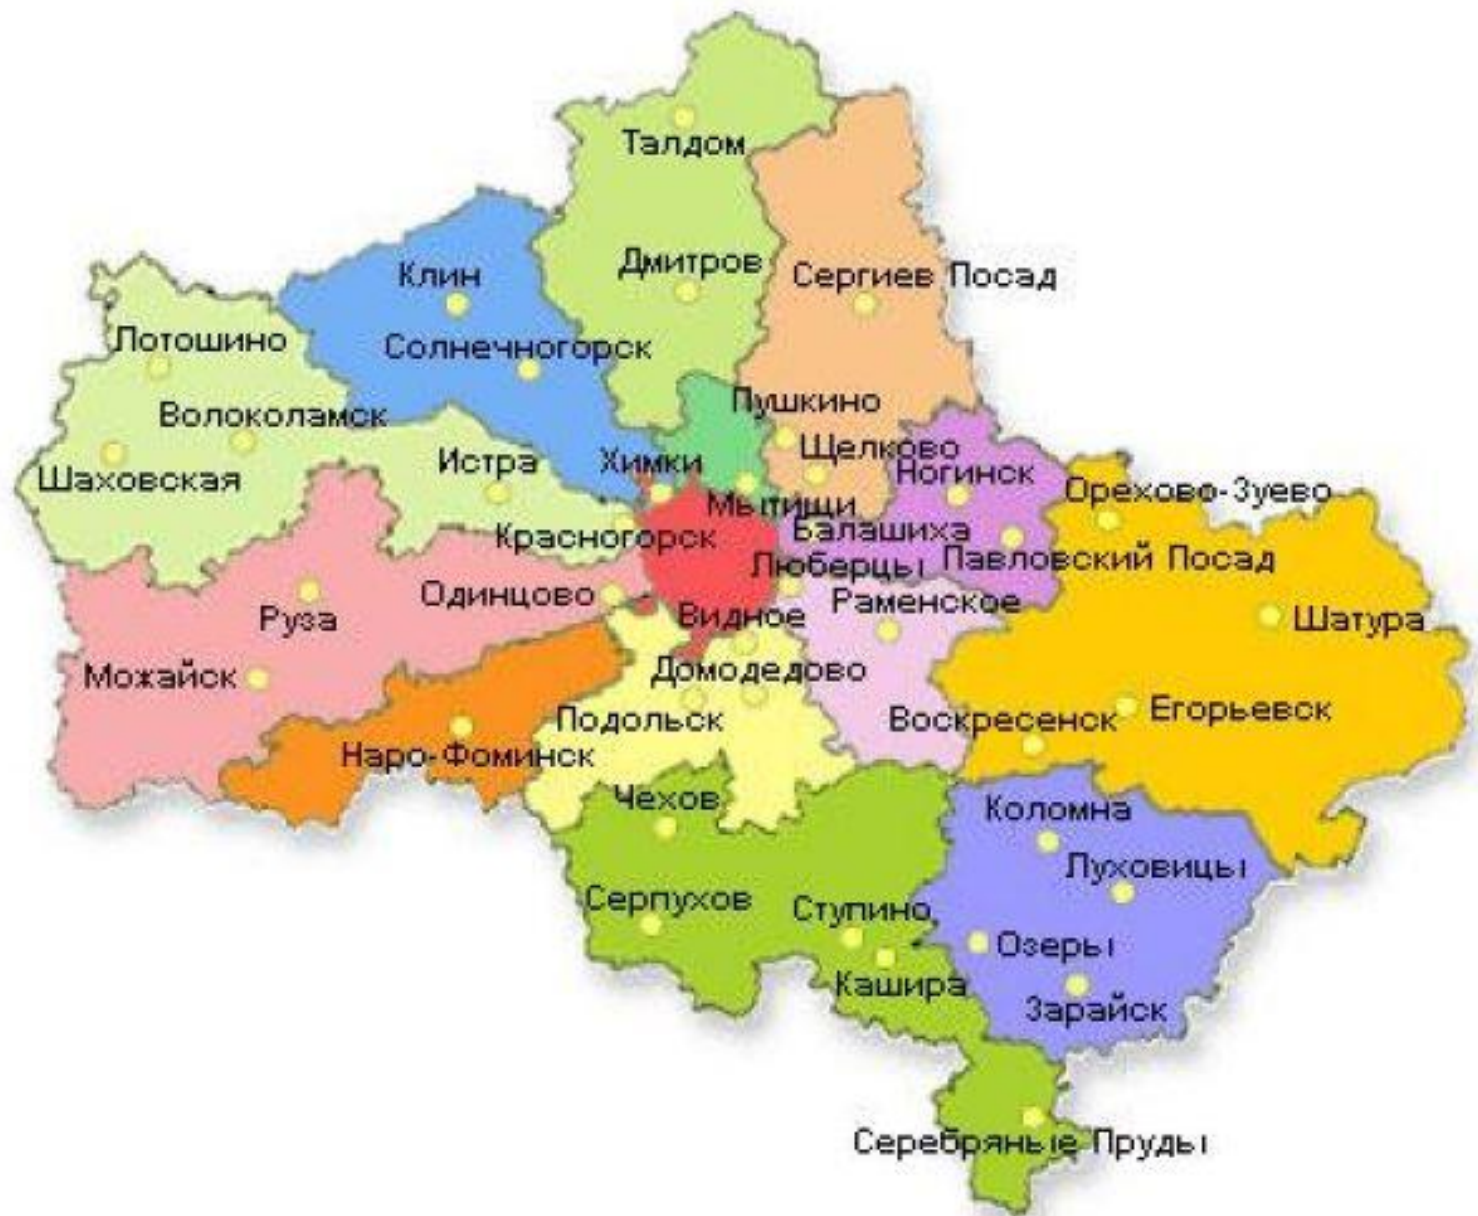 Талдом
Дмитров
Сергиев Посад
Клин
Лотошино
Солнечногорск
Пушкино
Волоколамск
Щелково
Истра
Химки
Ногинск
Шаховская
Орехово-Зуево
Мытищи
Балашиха
Красногорск
Павловский Посад
Люберцы
Одинцово
Раменское
Видное
Руза
Шатура
Домодедово
Можайск
Егорьевск
Подольск
Воскресенск
Наро-Фоминск
Чехов
Коломна
Луховицы
Серпухов
Ступино
Озеры
Кашира
Зарайск
Серебряные Пруды